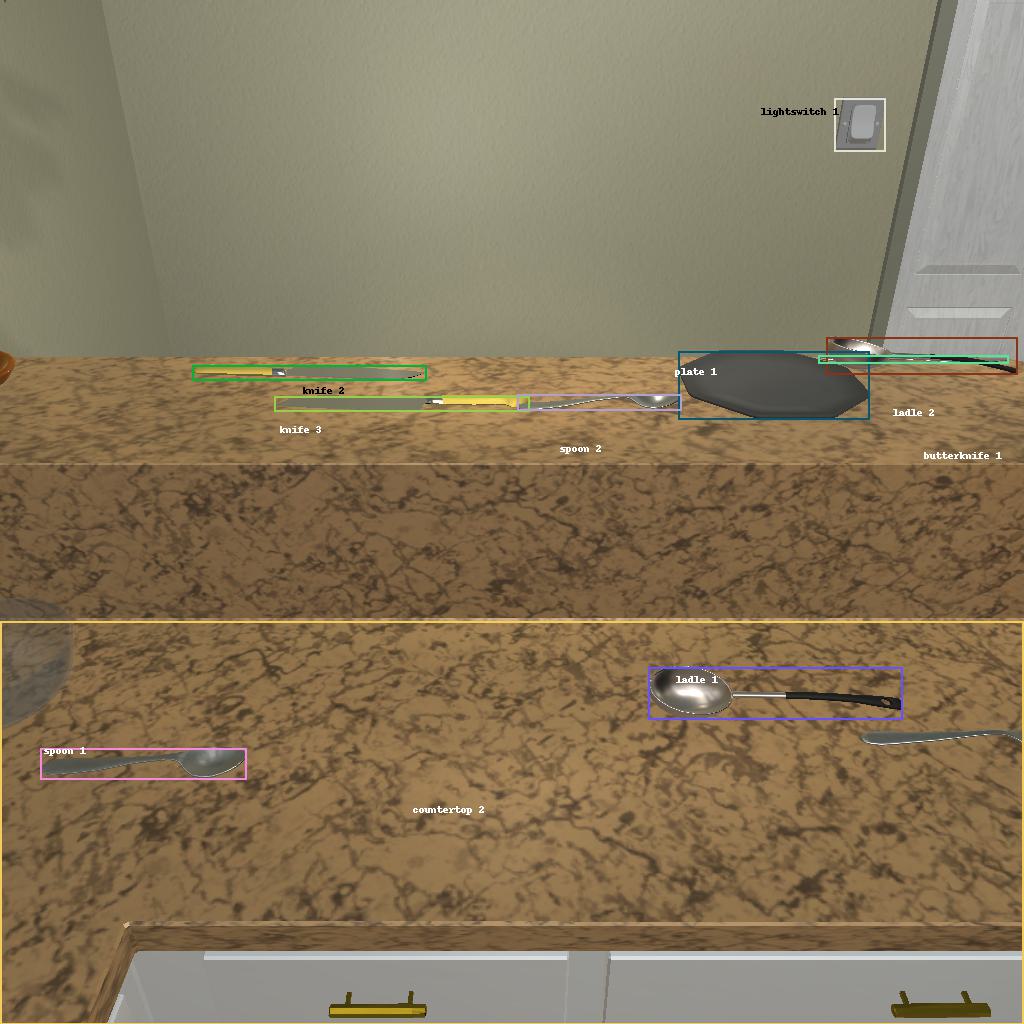 lightswitch 1
plate 1
knife 2
ladle 2
knife 3
spoon 2
butterknife 1
ladle 1
spoon 1
countertop 2